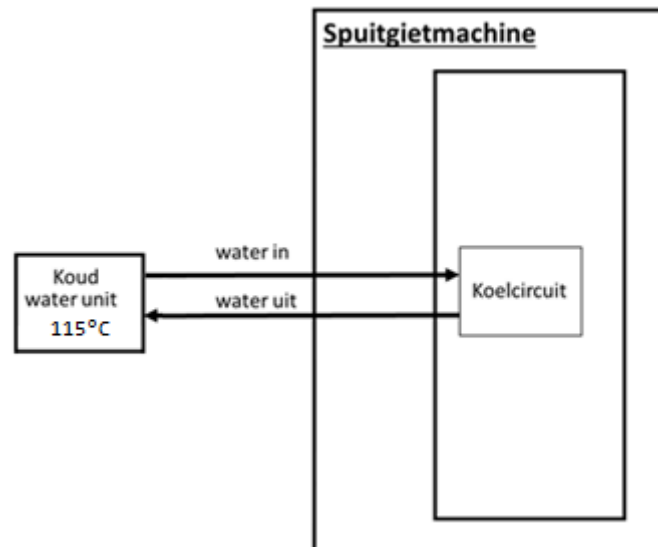 Spuitgietmachine
water in
Koud
water unit
115°C
water uit
Koelcircuit